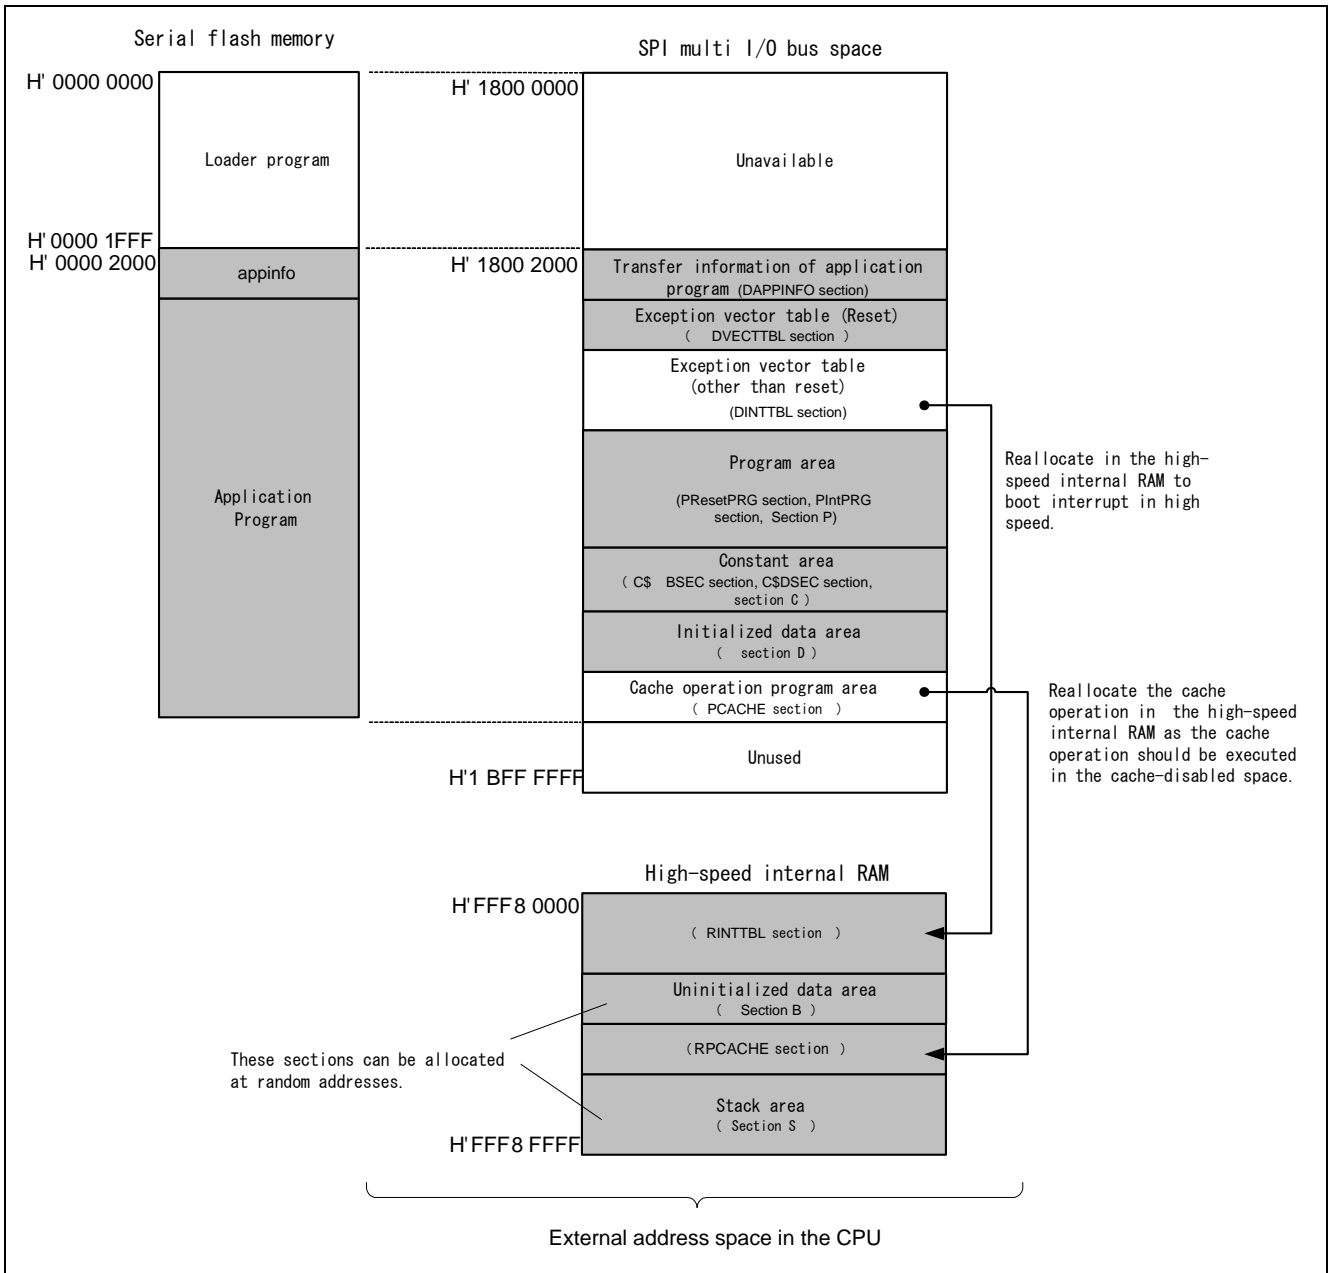 Serial flash memory
H' 0000 0000
Loader program
H' 0000 1FFF
H' 0000 2000
appinfo
Application
Program
SPI multi I/O bus space
H' 1800 0000
Unavailable
H' 1800 2000
Transfer information of application
program (DAPPINFO section)
Exception vector table (Reset)
( DVECTTBL section )
Exception vector table
(other than reset)
(DINTTBL section)
Program area
(PResetPRG section, PIntPRG
section, Section P)
Constant area
( C$ BSEC section, C$DSEC section,
section C )
Initialized data area
( section D )
Cache operation program area
( PCACHE section )
Unused
H'1 BFF FFFF
Reallocate in the high-
speed internal RAM to
boot interrupt in high
speed.
Reallocate the cache
operation in the high-speed
internal RAM as the cache
operation should be executed
in the cache-disabled space.
High-speed internal RAM
H'FFF8 0000
( RINTTBL section )
Uninitialized data area
( Section B )
(RPCACHE section )
Stack area
( Section S )
H'FFF8 FFFF
These sections can be allocated
at random addresses.
External address space in the CPU